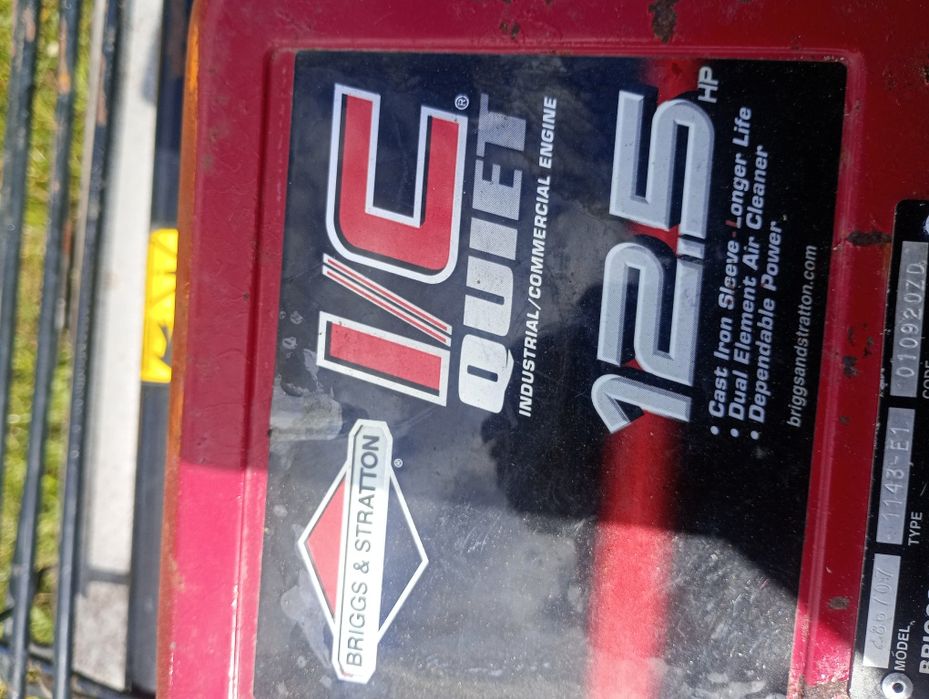 BRIGGS & STRATTON®
I/C®
QUIET
INDUSTRIAL/COMMERCIAL ENGINE
12.5 HP
• Cast Iron Sleeve-Longer Life
• Dual Element Air Cleaner
• Dependable Power
briggsandstratton.com
1143-E1 010920ZD
MODEL TYPE CODE